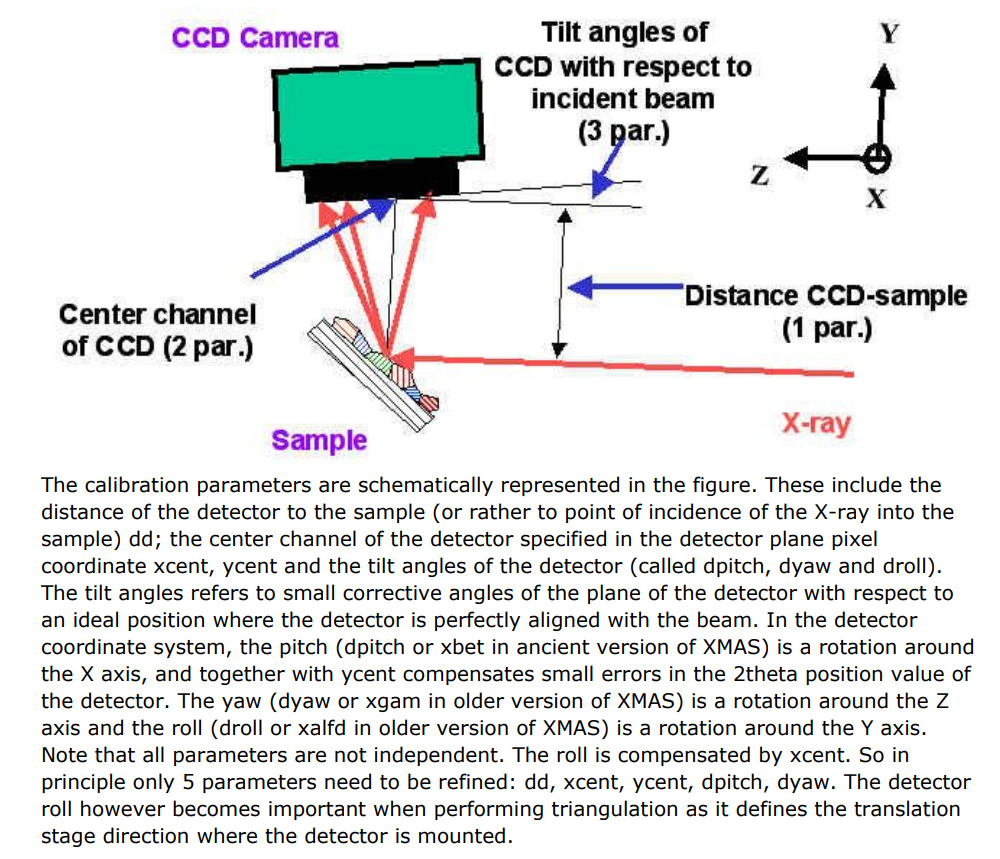 CCD Camera
Tilt angles of
CCD with respect to
incident beam
(3 par.)
Y
Z
X
Center channel
of CCD (2 par.)
Distance CCD-sample
(1 par.)
Sample
X-ray
The calibration parameters are schematically represented in the figure. These include the
distance of the detector to the sample (or rather to point of incidence of the X-ray into the
sample) dd; the center channel of the detector specified in the detector plane pixel
coordinate xcent, ycent and the tilt angles of the detector (called dpitch, dyaw and droll).
The tilt angles refers to small corrective angles of the plane of the detector with respect to
an ideal position where the detector is perfectly aligned with the beam. In the detector
coordinate system, the pitch (dpitch or xbet in ancient version of XMAS) is a rotation around
the X axis, and together with ycent compensates small errors in the 2theta position value of
the detector. The yaw (dyaw or xgam in older version of XMAS) is a rotation around the Z
axis and the roll (droll or xalfd in older version of XMAS) is a rotation around the Y axis.
Note that all parameters are not independent. The roll is compensated by xcent. So in
principle only 5 parameters need to be refined: dd, xcent, ycent, dpitch, dyaw. The detector
roll however becomes important when performing triangulation as it defines the translation
stage direction where the detector is mounted.